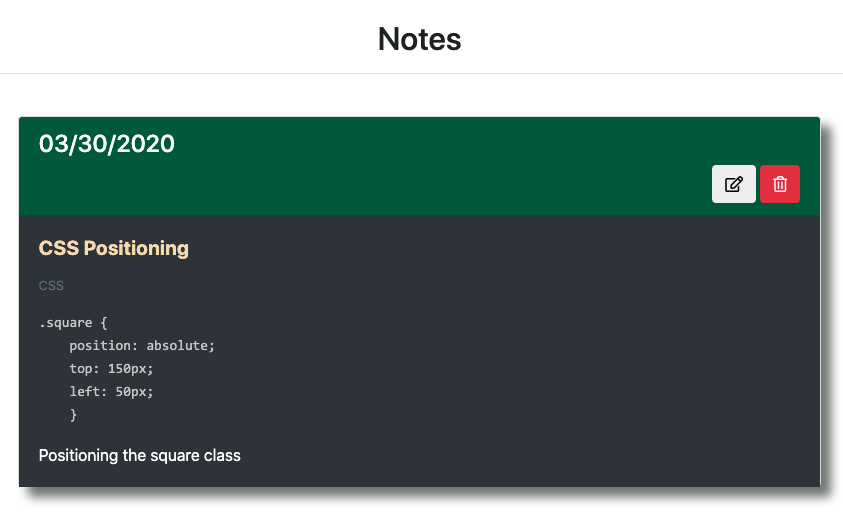 Notes
03/30/2020
CSS Positioning
CSS
.square {
    position: absolute;
    top: 150px;
    left: 50px;
    }
Positioning the square class